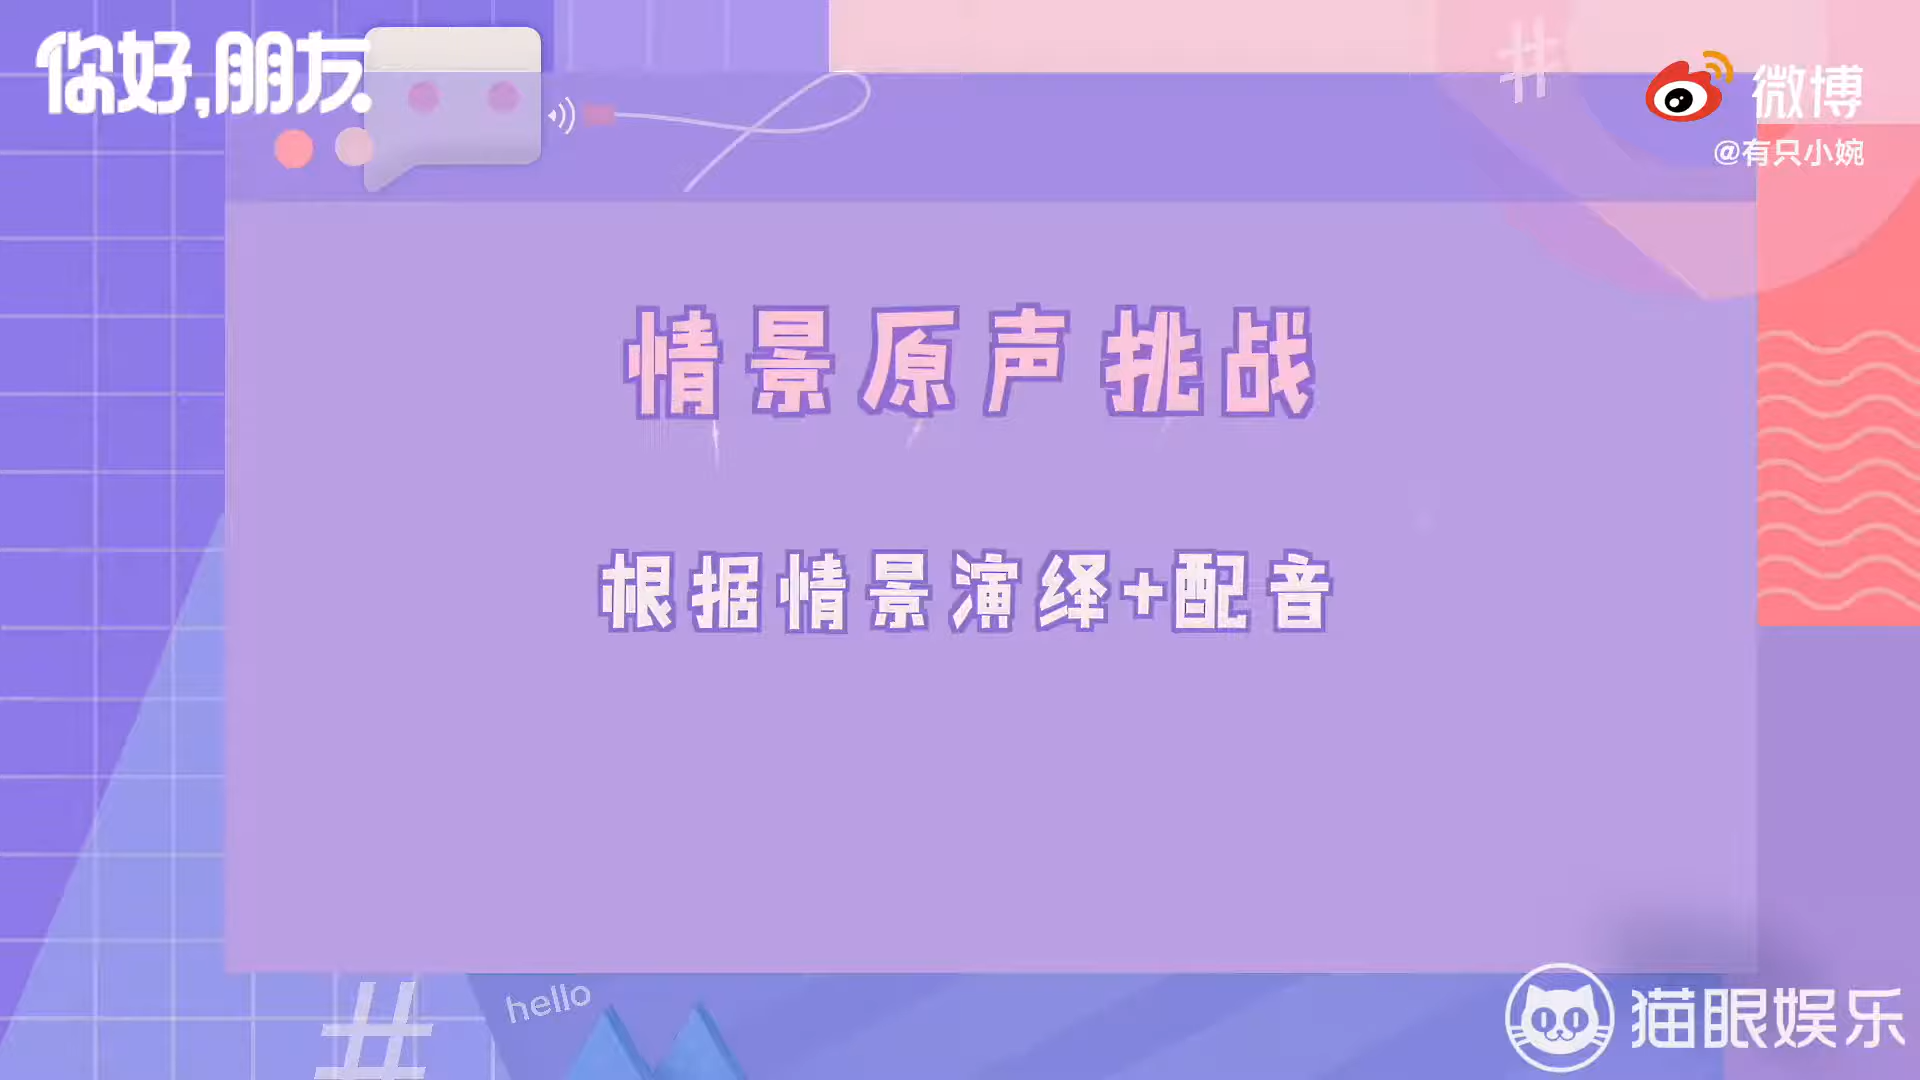 你好,朋友
微博
@有只小婉
情景原声挑战
根据情景演绎+配音
#
hello
#
猫眼娱乐